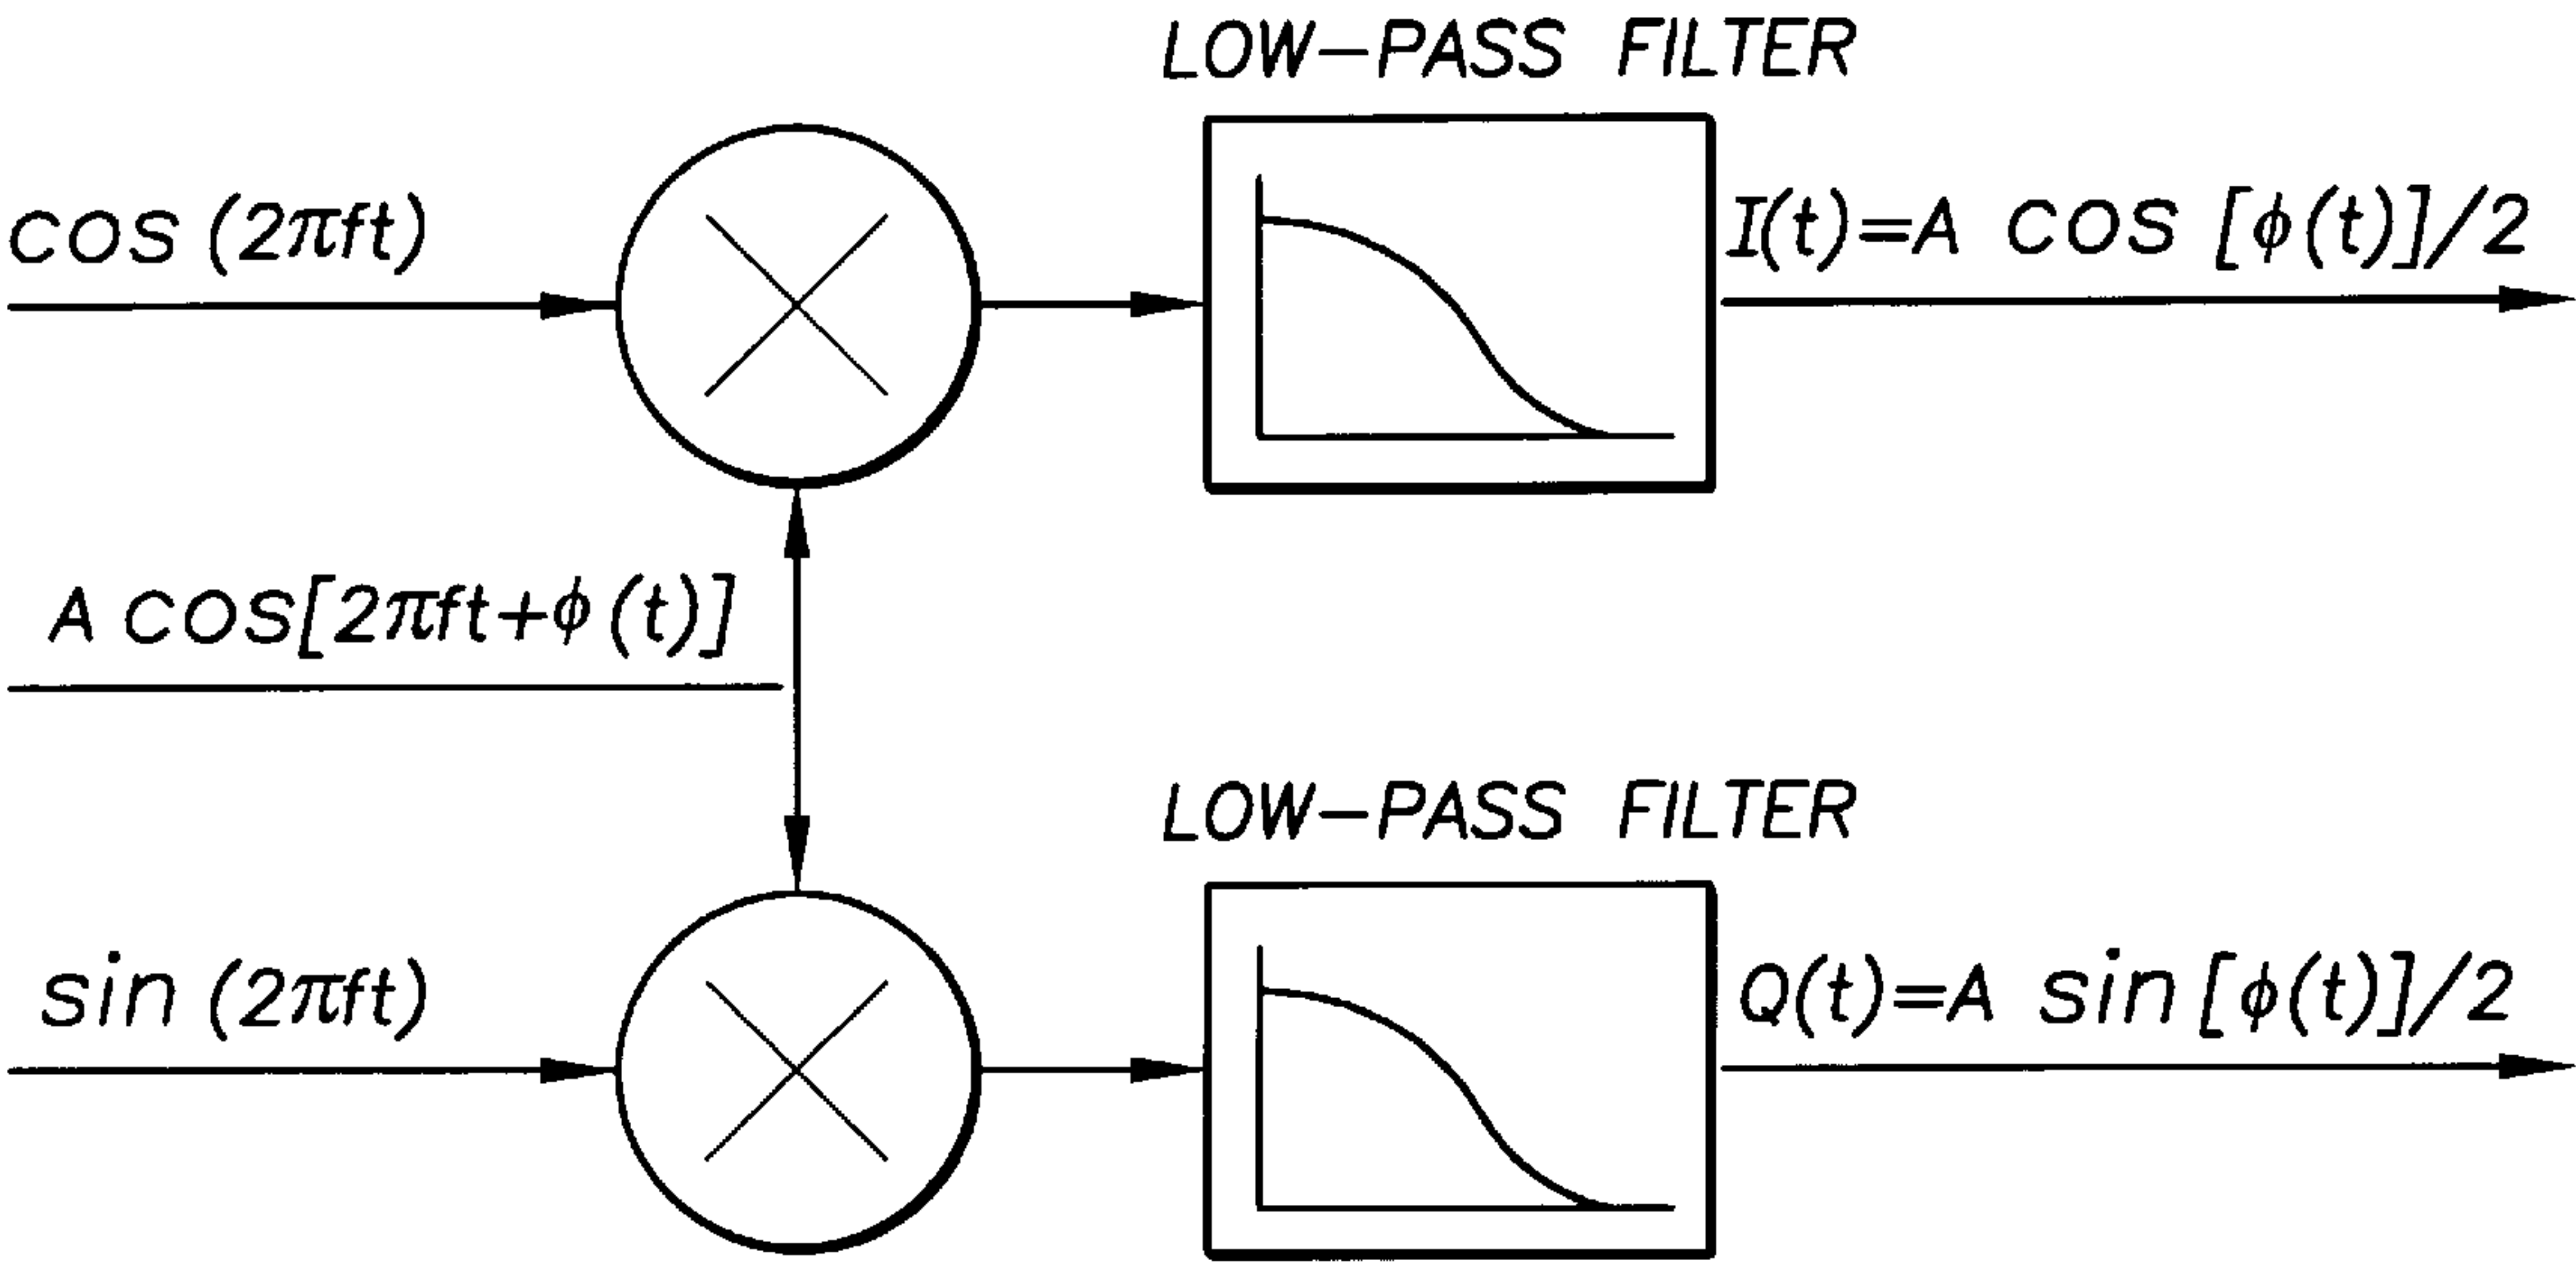 LOW-PASS FILTER
COS (2πft)
I(t)=A COS [ϕ(t)]/2
A COS[2πft+ϕ(t)]
LOW-PASS FILTER
sin (2πft)
Q(t)=A sin [ϕ(t)]/2